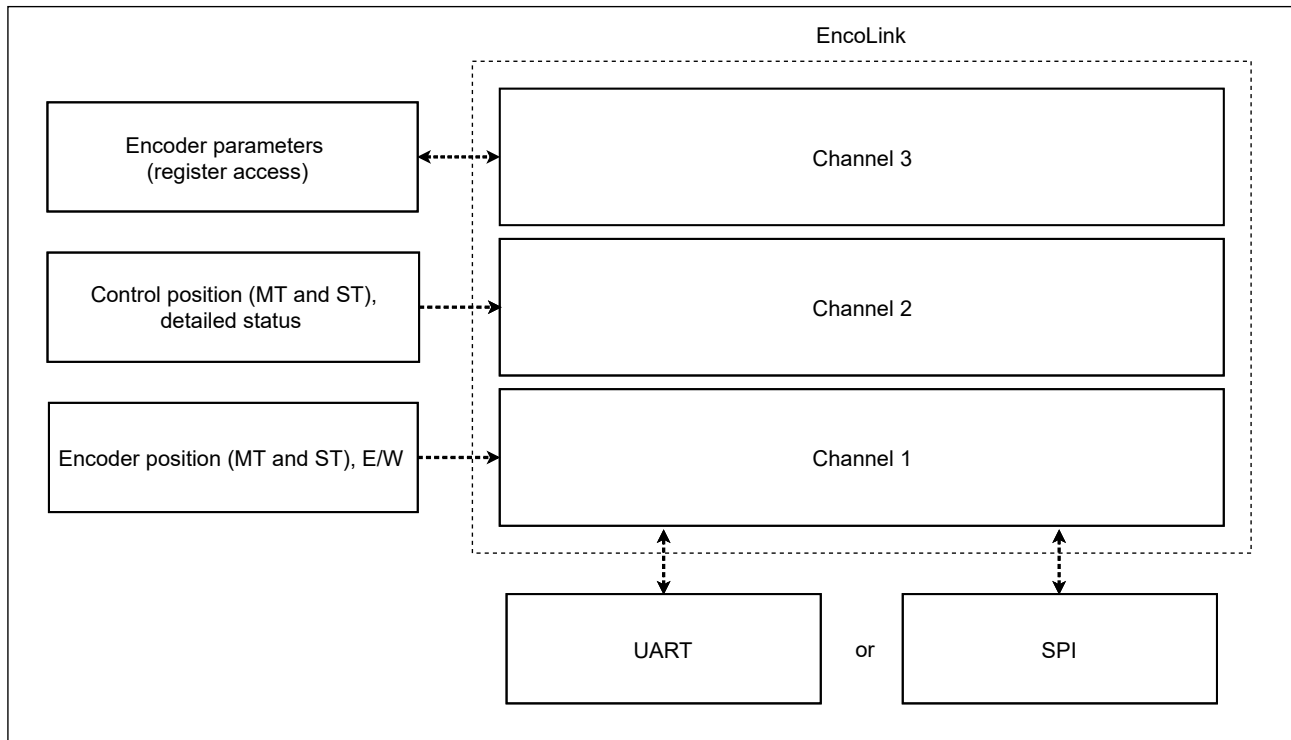 EncoLink
Encoder parameters
(register access)
Channel 3
Control position (MT and ST),
detailed status
Channel 2
Encoder position (MT and ST), E/W
Channel 1
UART
or
SPI